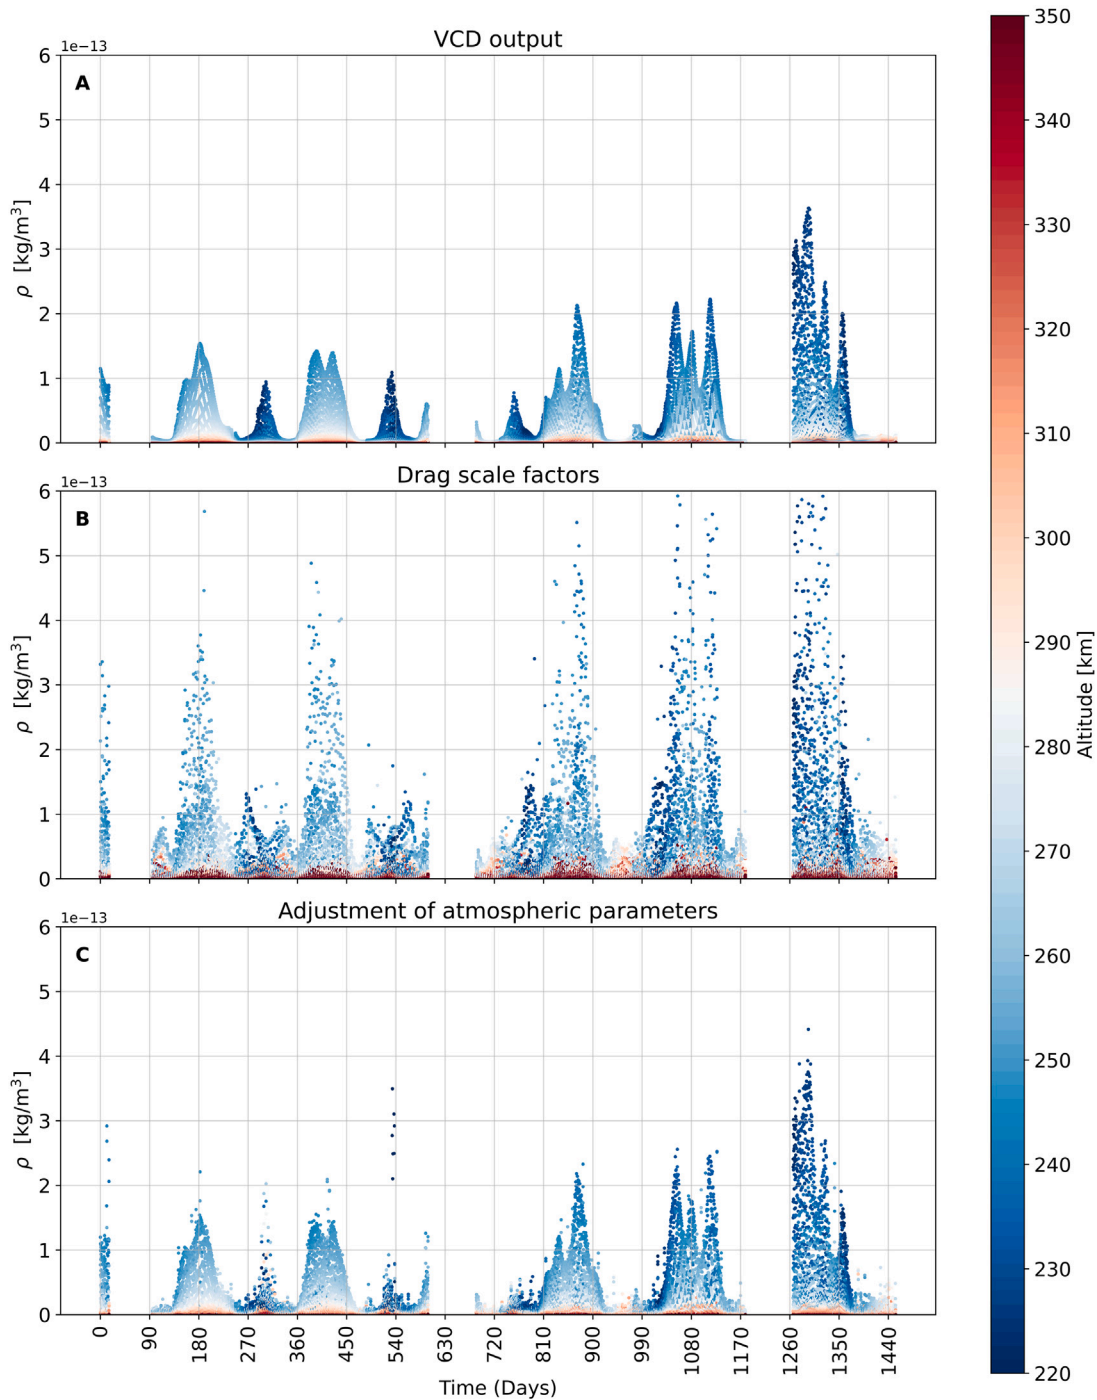 VCD output
1e−13
A
6
5
4
3
2
1
0
ρ [kg/m³]
Drag scale factors
1e−13
B
6
5
4
3
2
1
0
ρ [kg/m³]
Adjustment of atmospheric parameters
1e−13
C
6
5
4
3
2
1
0
ρ [kg/m³]
0 90 180 270 360 450 540 630 720 810 900 990 1080 1170 1260 1350 1440
Time (Days)
350
340
330
320
310
300
290
280
270
260
250
240
230
220
Altitude [km]